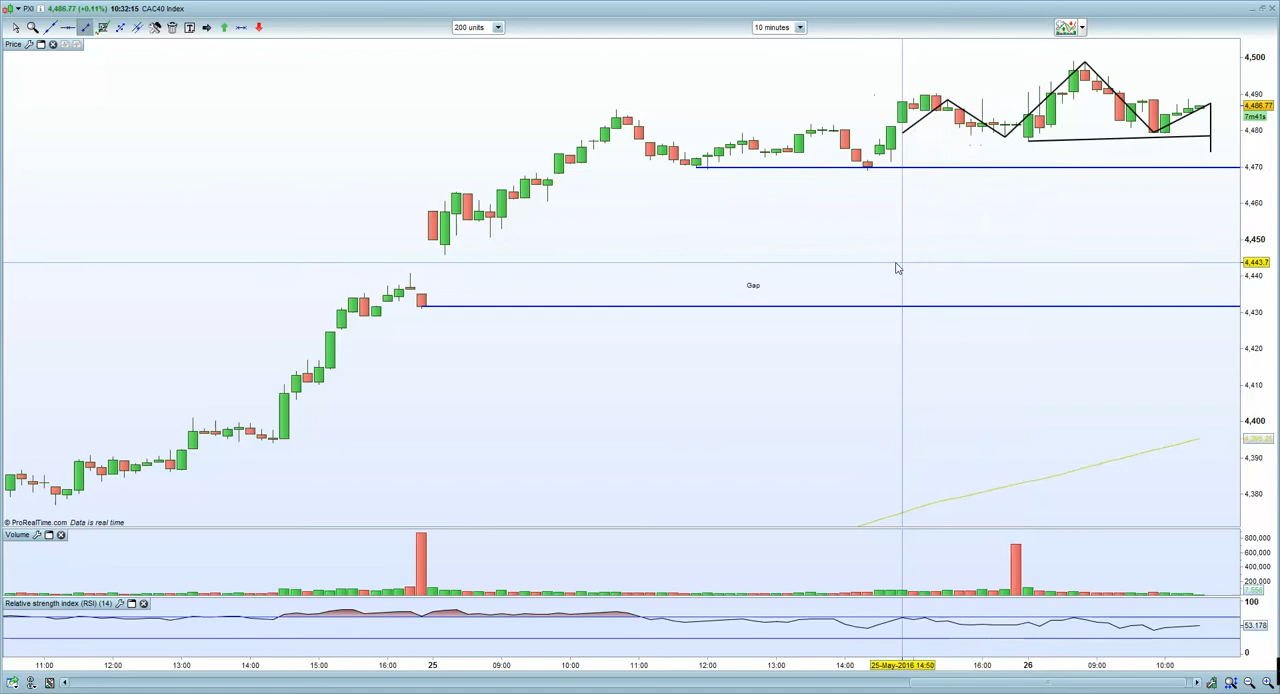 PXI 4,486.77 (+0.11%) 10:32:15 CAC40 Index
200 units
10 minutes
Price
4,500
4,490
4,486.77
7m41s
4,480
4,470
4,460
4,450
4,443.7
4,440
Gap
4,430
4,420
4,410
4,400
4,390
4,380
© ProRealTime.com Data is real time
Volume
800,000
600,000
400,000
200,000
Relative strength index (RSI) (14)
100
53.178
0
11:00 12:00 13:00 14:00 15:00 16:00 25 09:00 10:00 11:00 12:00 13:00 14:00 25-May-2016 14:50 16:00 26 09:00 10:00